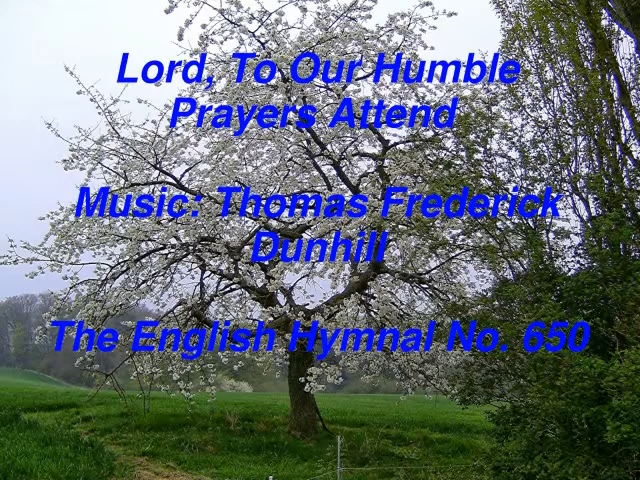 Lord, To Our Humble
Prayers Attend
Music: Thomas Frederick
Dunhill
The English Hymnal No. 650